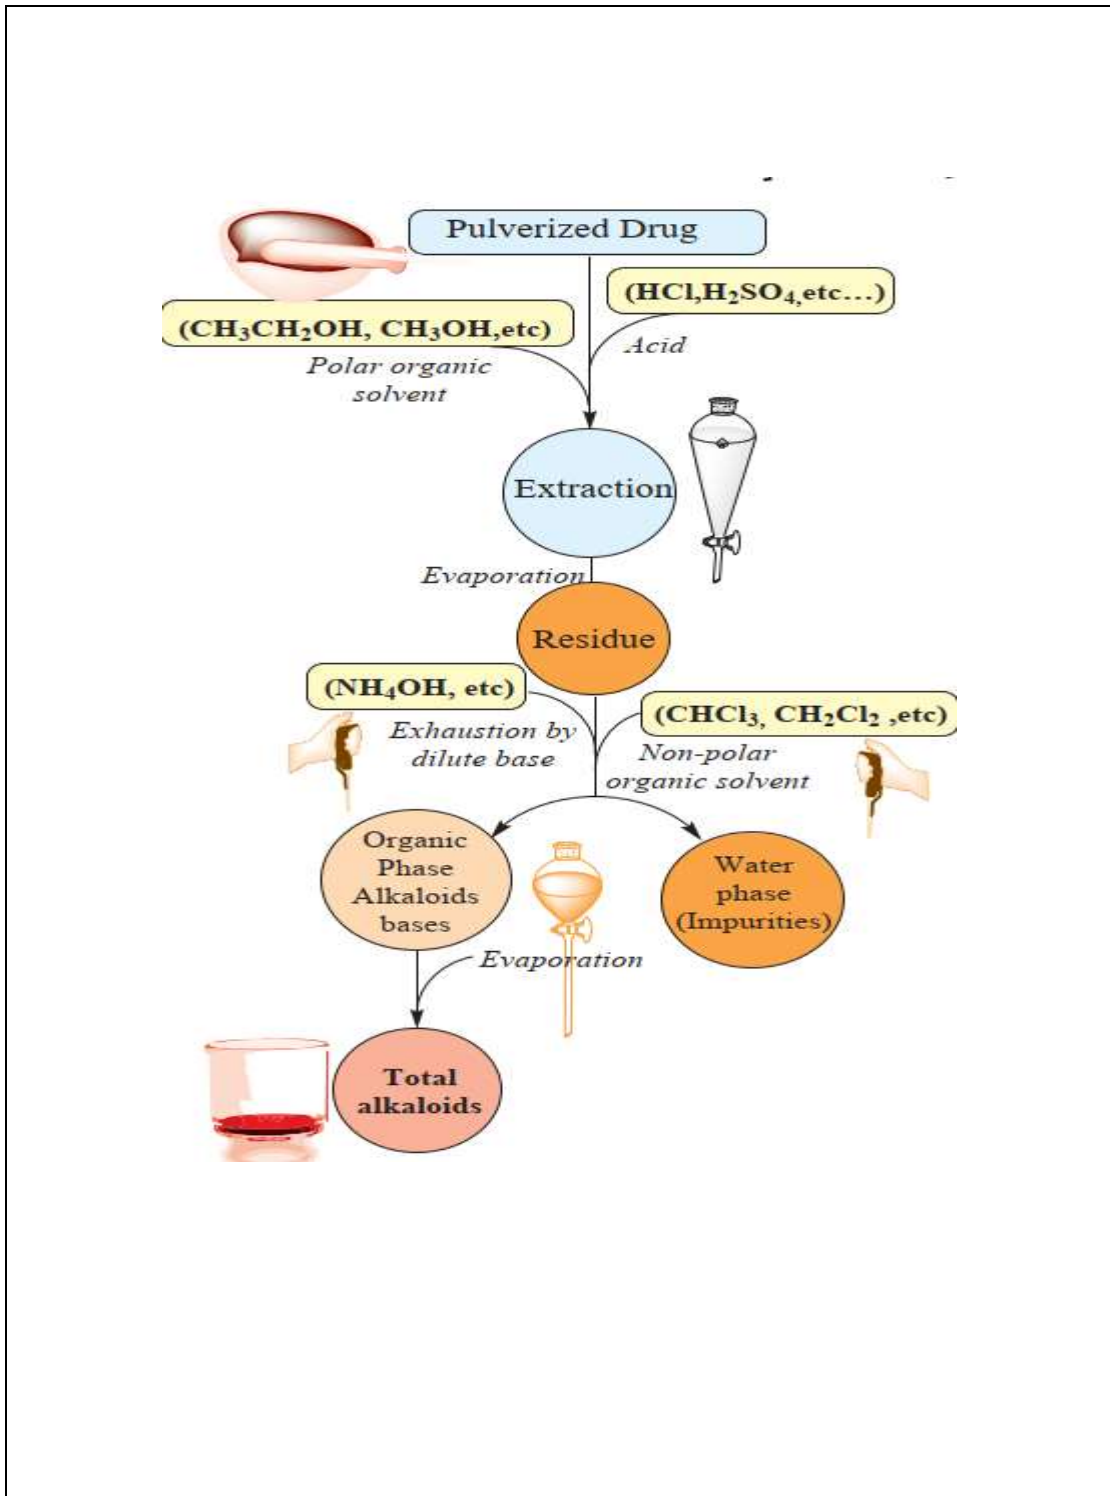 Pulverized Drug
(HCl,H₂SO₄,etc...)
(CH₃CH₂OH, CH₃OH,etc)
Acid
Polar organic
solvent
Extraction
Evaporation
Residue
(NH₄OH, etc)
(CHCl₃, CH₂Cl₂ ,etc)
Exhaustion by
dilute base
Non-polar
organic solvent
Organic
Phase
Alkaloids
bases
Water
phase
(Impurities)
Evaporation
Total
alkaloids